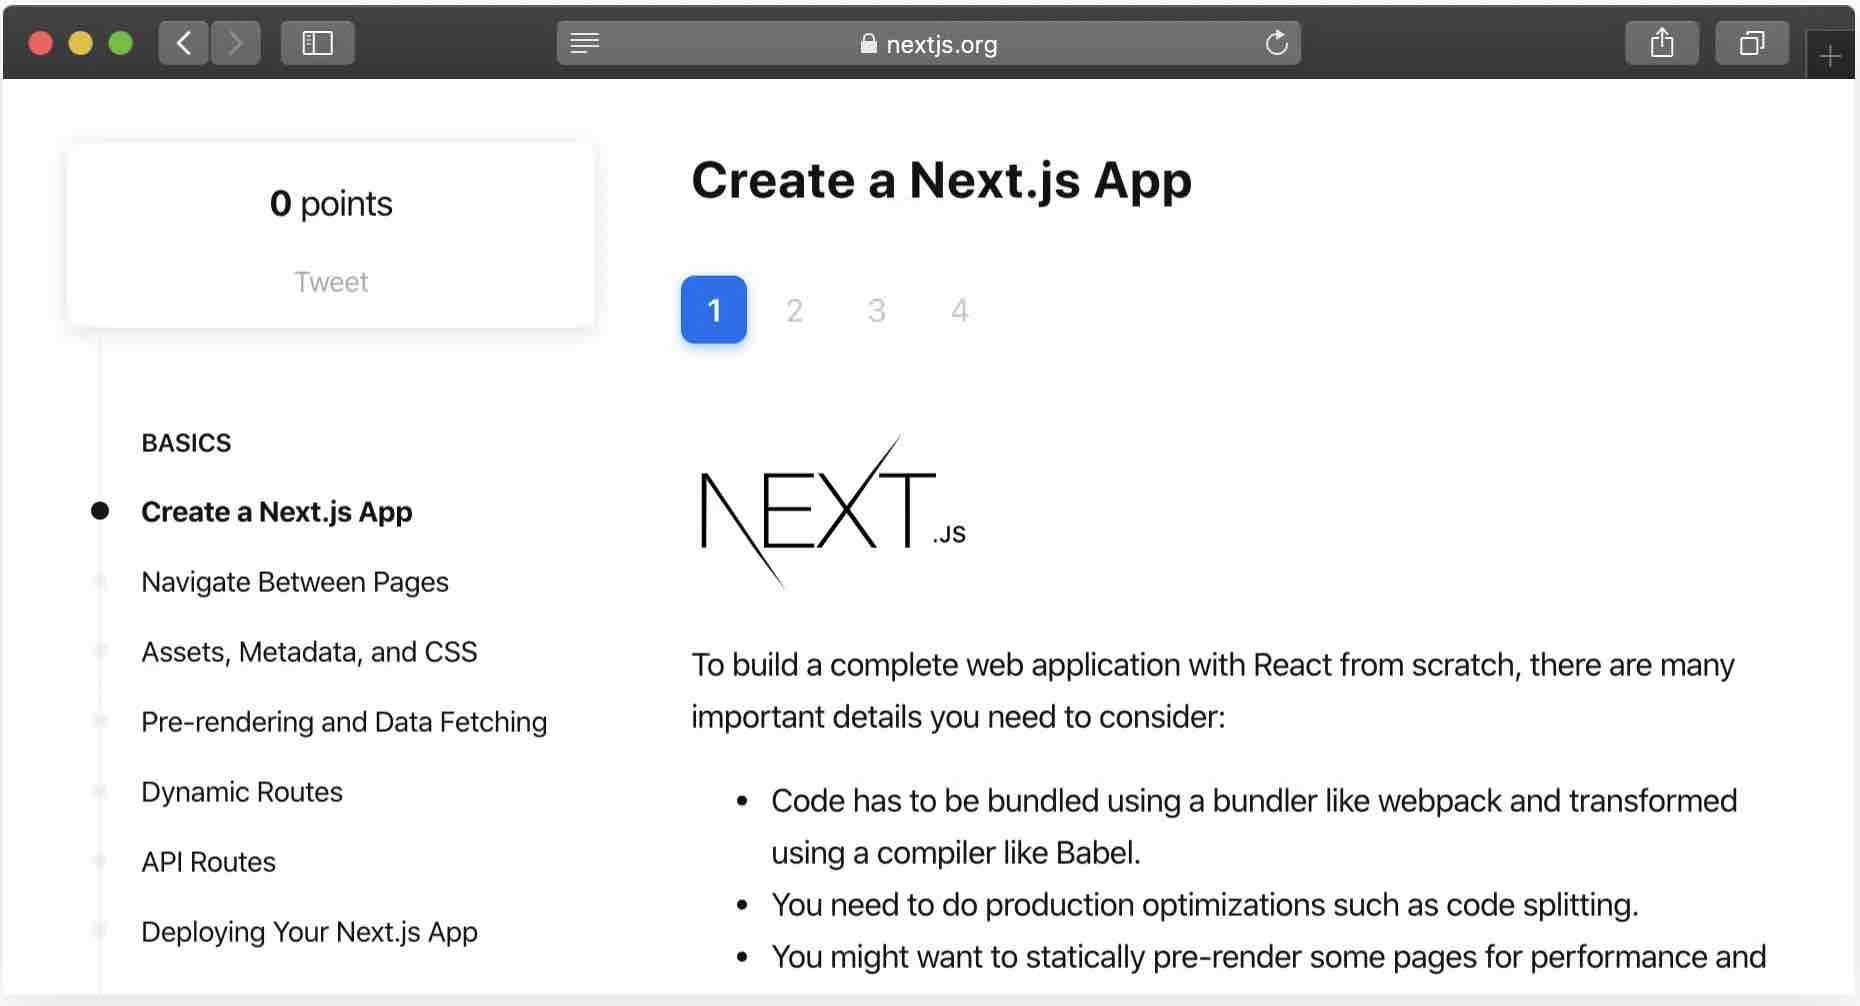 nextjs.org
0 points
Tweet
BASICS
Create a Next.js App
Navigate Between Pages
Assets, Metadata, and CSS
Pre-rendering and Data Fetching
Dynamic Routes
API Routes
Deploying Your Next.js App
Create a Next.js App
1 2 3 4
NEXT.JS
To build a complete web application with React from scratch, there are many
important details you need to consider:
• Code has to be bundled using a bundler like webpack and transformed
using a compiler like Babel.
• You need to do production optimizations such as code splitting.
• You might want to statically pre-render some pages for performance and